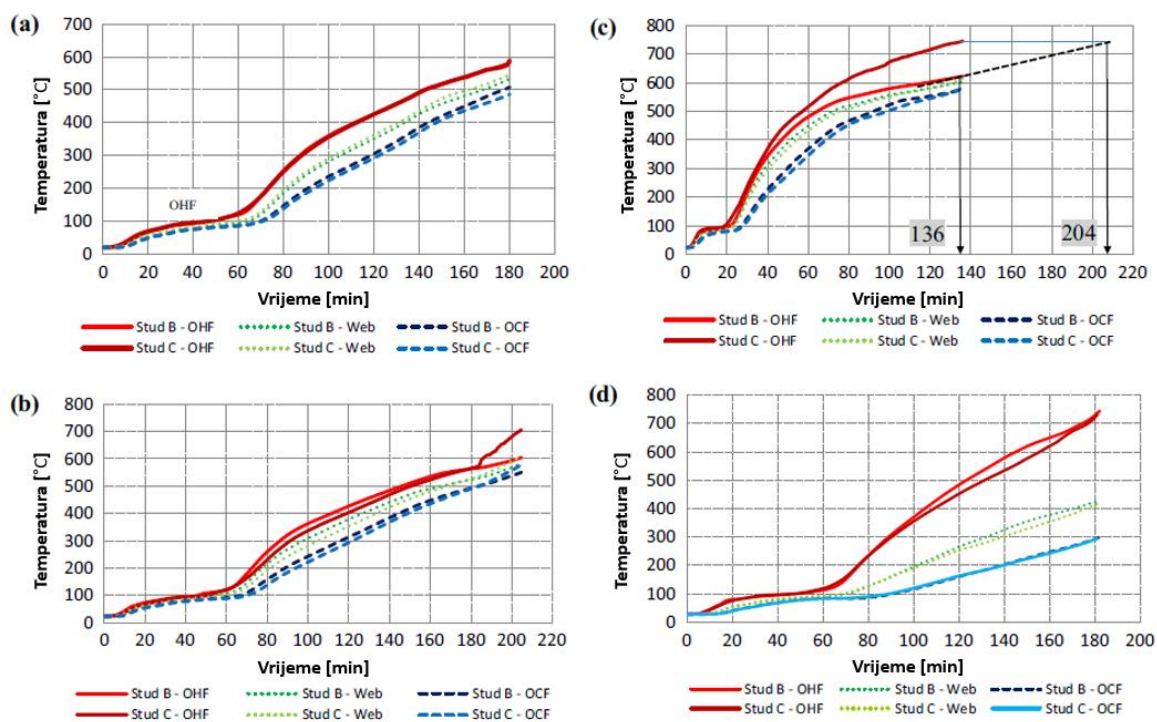 (a)
700
600
500
400
300
200
100
0
Temperatura [°C]
OHF
0 20 40 60 80 100 120 140 160 180 200
Vrijeme [min]
Stud B - OHF Stud B - Web Stud B - OCF
Stud C - OHF Stud C - Web Stud C - OCF
(c)
800
700
600
500
400
300
200
100
0
Temperatura [°C]
136 204
0 20 40 60 80 100 120 140 160 180 200 220
Vrijeme [min]
Stud B - OHF Stud B - Web Stud B - OCF
Stud C - OHF Stud C - Web Stud C - OCF
(b)
800
700
600
500
400
300
200
100
0
Temperatura [°C]
0 20 40 60 80 100 120 140 160 180 200 220
Vrijeme [min]
Stud B - OHF Stud B - Web Stud B - OCF
Stud C - OHF Stud C - Web Stud C - OCF
(d)
800
700
600
500
400
300
200
100
0
Temperatura [°C]
0 20 40 60 80 100 120 140 160 180 200
Vrijeme [min]
Stud B - OHF Stud B - Web Stud B - OCF
Stud C - OHF Stud C - Web Stud C - OCF